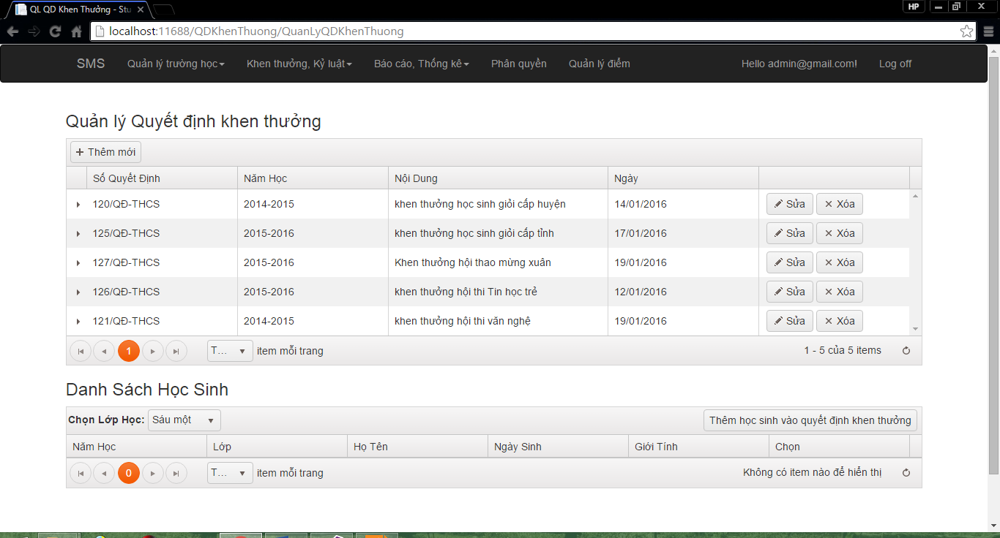 QL QD Khen Thưởng - Stu
HP
localhost:11688/QDKhenThuong/QuanLyQDKhenThuong
SMS Quản lý trường học Khen thưởng, Kỷ luật Báo cáo, Thống kê Phân quyền Quản lý điểm Hello admin@gmail.com! Log off
Quản lý Quyết định khen thưởng
Thêm mới
Số Quyết Định Năm Học Nội Dung Ngày
120/QĐ-THCS 2014-2015 khen thưởng học sinh giỏi cấp huyện 14/01/2016 Sửa Xóa
125/QĐ-THCS 2015-2016 khen thưởng học sinh giỏi cấp tỉnh 17/01/2016 Sửa Xóa
127/QĐ-THCS 2015-2016 Khen thưởng hội thao mừng xuân 19/01/2016 Sửa Xóa
126/QĐ-THCS 2015-2016 khen thưởng hội thi Tin học trẻ 12/01/2016 Sửa Xóa
121/QĐ-THCS 2014-2015 khen thưởng hội thi văn nghệ 19/01/2016 Sửa Xóa
1 T... item mỗi trang 1 - 5 của 5 items
Danh Sách Học Sinh
Chọn Lớp Học: Sáu một Thêm học sinh vào quyết định khen thưởng
Năm Học Lớp Họ Tên Ngày Sinh Giới Tính Chọn
0 T... item mỗi trang Không có item nào để hiển thị